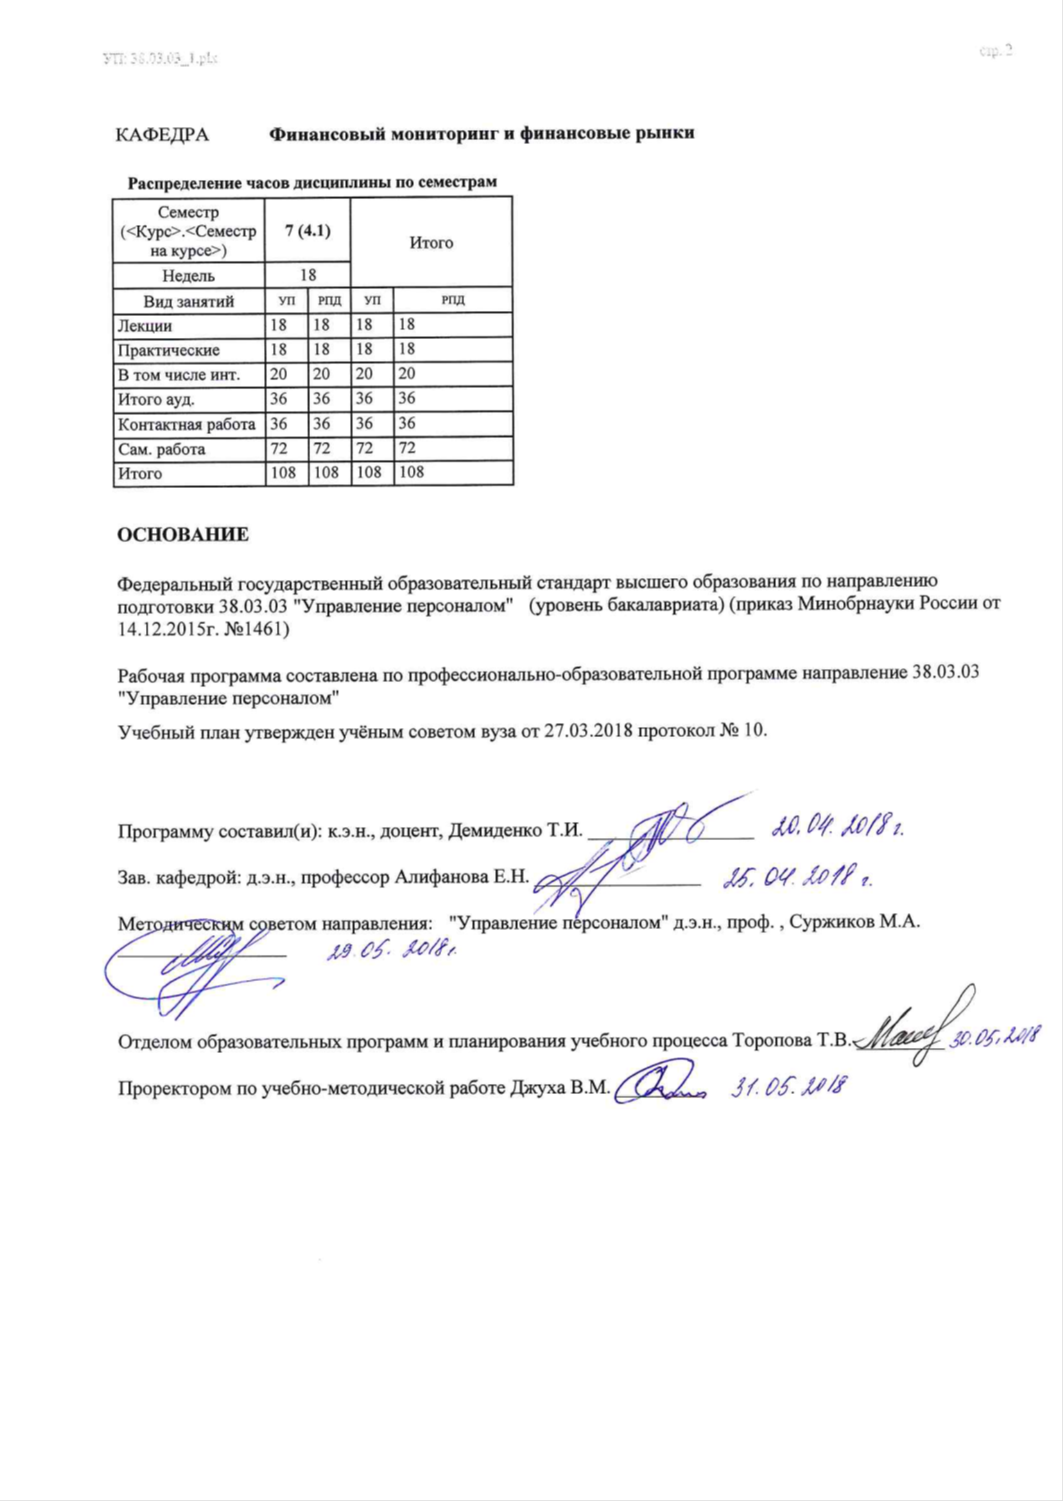 УП: 38.03.03_1.plx
стр. 2
КАФЕДРА Финансовый мониторинг и финансовые рынки
Распределение часов дисциплины по семестрам
Семестр
(<Курс>.<Семестр
на курсе>)
7 (4.1)
Итого
Недель 18
Вид занятий УП РПД УП РПД
Лекции 18 18 18 18
Практические 18 18 18 18
В том числе инт. 20 20 20 20
Итого ауд. 36 36 36 36
Контактная работа 36 36 36 36
Сам. работа 72 72 72 72
Итого 108 108 108 108
ОСНОВАНИЕ
Федеральный государственный образовательный стандарт высшего образования по направлению
подготовки 38.03.03 "Управление персоналом" (уровень бакалавриата) (приказ Минобрнауки России от
14.12.2015г. №1461)
Рабочая программа составлена по профессионально-образовательной программе направление 38.03.03
"Управление персоналом"
Учебный план утвержден учёным советом вуза от 27.03.2018 протокол № 10.
Программу составил(и): к.э.н., доцент, Демиденко Т.И. 20.04.2018 г.
Зав. кафедрой: д.э.н., профессор Алифанова Е.Н. 25.04.2018 г.
Методическим советом направления: "Управление персоналом" д.э.н., проф. , Суржиков М.А.
29.05.2018г.
Отделом образовательных программ и планирования учебного процесса Торопова Т.В. 30.05.2018
Проректором по учебно-методической работе Джуха В.М. 31.05.2018